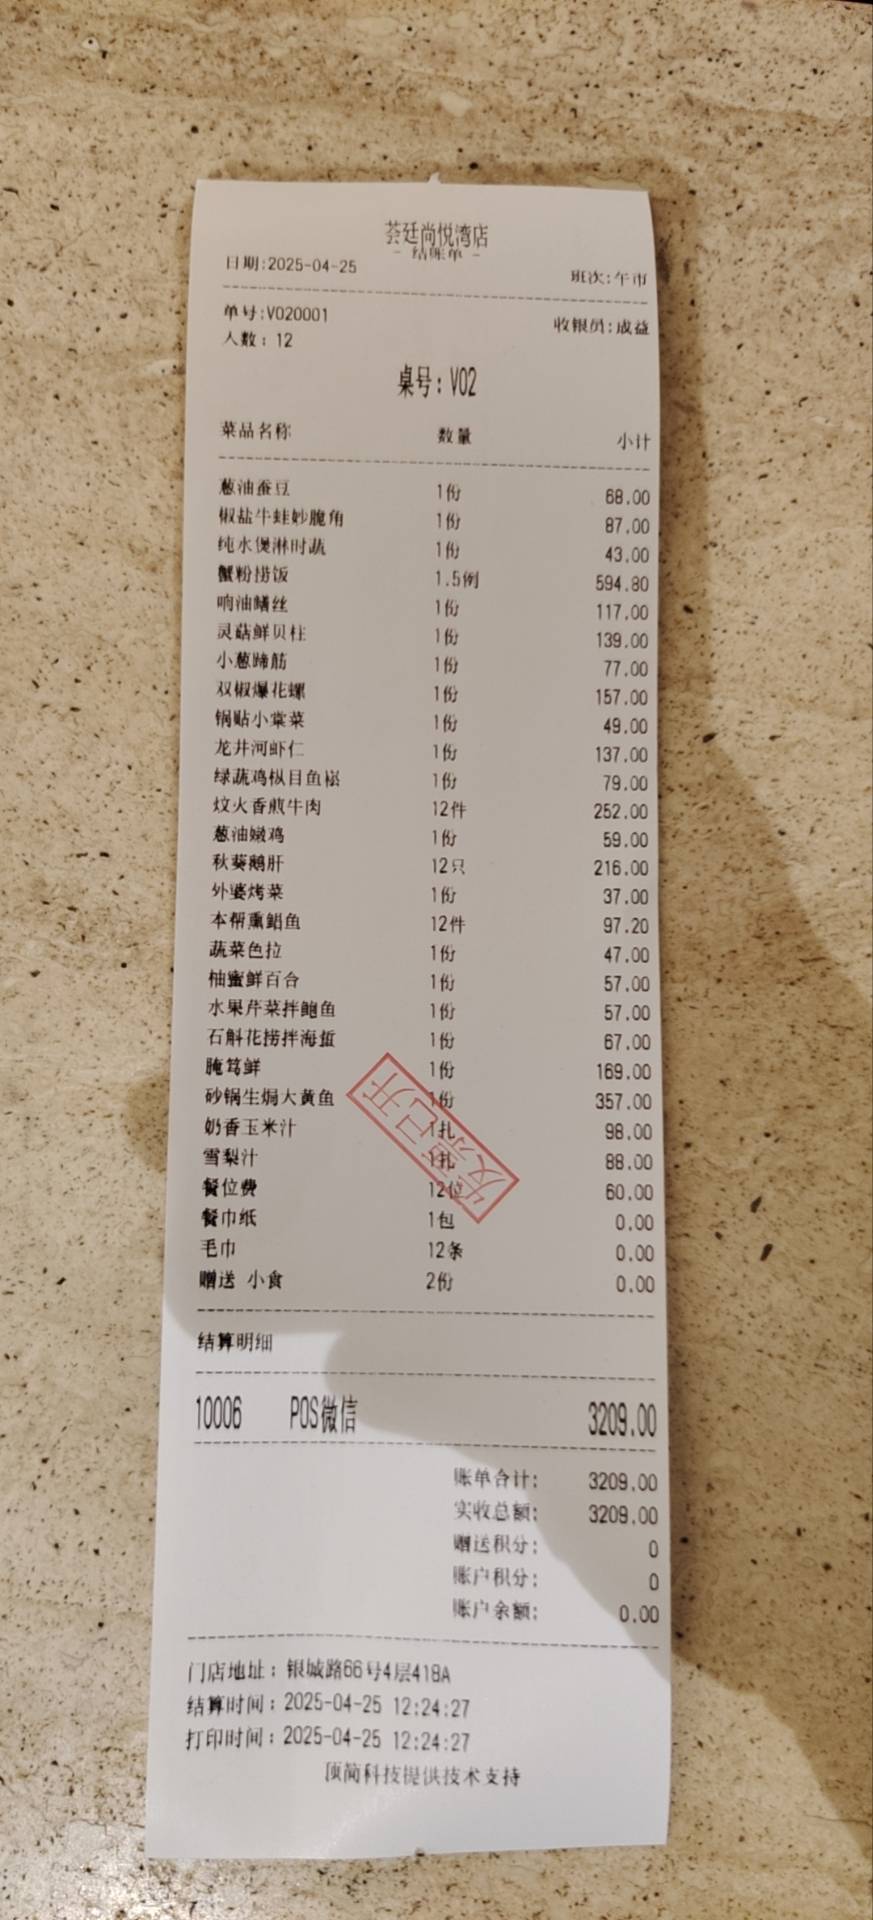 荟廷尚悦湾店
- 结账单 -
日期:2025-04-25 班次:午市
单号:V020001 收银员:成益
人数: 12
桌号: V02
菜品名称 数量 小计
葱油蚕豆 1份 68.00
椒盐牛蛙妙脆角 1份 87.00
纯水煲淋时蔬 1份 43.00
蟹粉捞饭 1.5例 594.80
响油鳝丝 1份 117.00
灵菇鲜贝柱 1份 139.00
小葱蹄筋 1份 77.00
双椒爆花螺 1份 157.00
锅贴小棠菜 1份 49.00
龙井河虾仁 1份 137.00
绿蔬鸡枞目鱼崧 1份 79.00
炆火香煎牛肉 12件 252.00
葱油嫩鸡 1份 59.00
秋葵鹅肝 12只 216.00
外婆烤菜 1份 37.00
本帮熏鲳鱼 12件 97.20
蔬菜色拉 1份 47.00
柚蜜鲜百合 1份 57.00
水果芹菜拌鲍鱼 1份 57.00
石斛花捞拌海蜇 1份 67.00
腌笃鲜 1份 169.00
砂锅生焗大黄鱼 1份 357.00
奶香玉米汁 1扎 98.00
雪梨汁 1扎 88.00
餐位费 12位 60.00
餐巾纸 1包 0.00
毛巾 12条 0.00
赠送 小食 2份 0.00
发票已开
结算明细
10006 POS微信 3209.00
账单合计: 3209.00
实收总额: 3209.00
赠送积分: 0
账户积分: 0
账户余额: 0.00
门店地址: 银城路66号4层418A
结算时间: 2025-04-25 12:24:27
打印时间: 2025-04-25 12:24:27
顶简科技提供技术支持